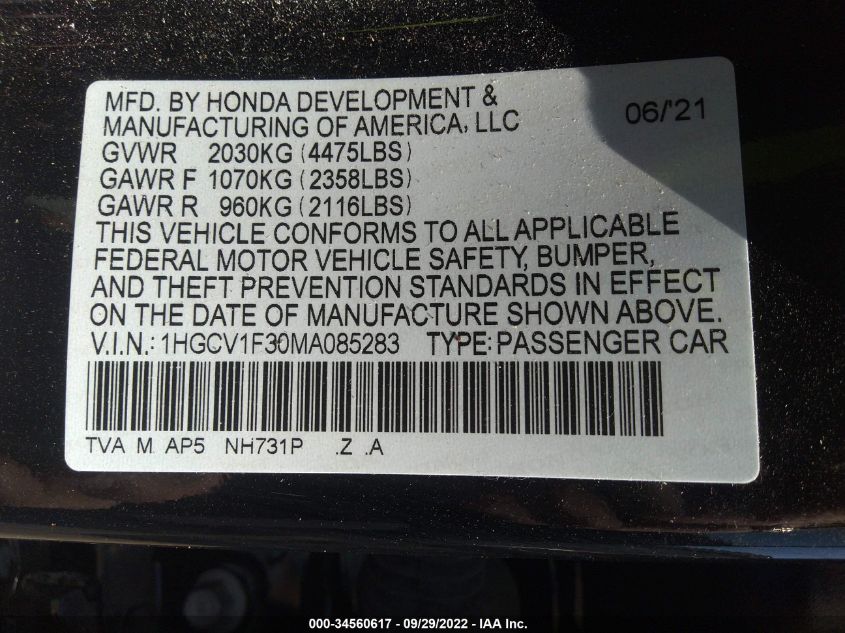 MFD. BY HONDA DEVELOPMENT & 06/'21
MANUFACTURING OF AMERICA, LLC
GVWR 2030KG (4475LBS)
GAWR F 1070KG (2358LBS)
GAWR R 960KG (2116LBS)
THIS VEHICLE CONFORMS TO ALL APPLICABLE
FEDERAL MOTOR VEHICLE SAFETY, BUMPER,
AND THEFT PREVENTION STANDARDS IN EFFECT
ON THE DATE OF MANUFACTURE SHOWN ABOVE.
V.I.N.: 1HGCV1F30MA085283 TYPE: PASSENGER CAR
TVA M AP5 NH731P .Z .A
000-34560617 - 09/29/2022 - IAA Inc.